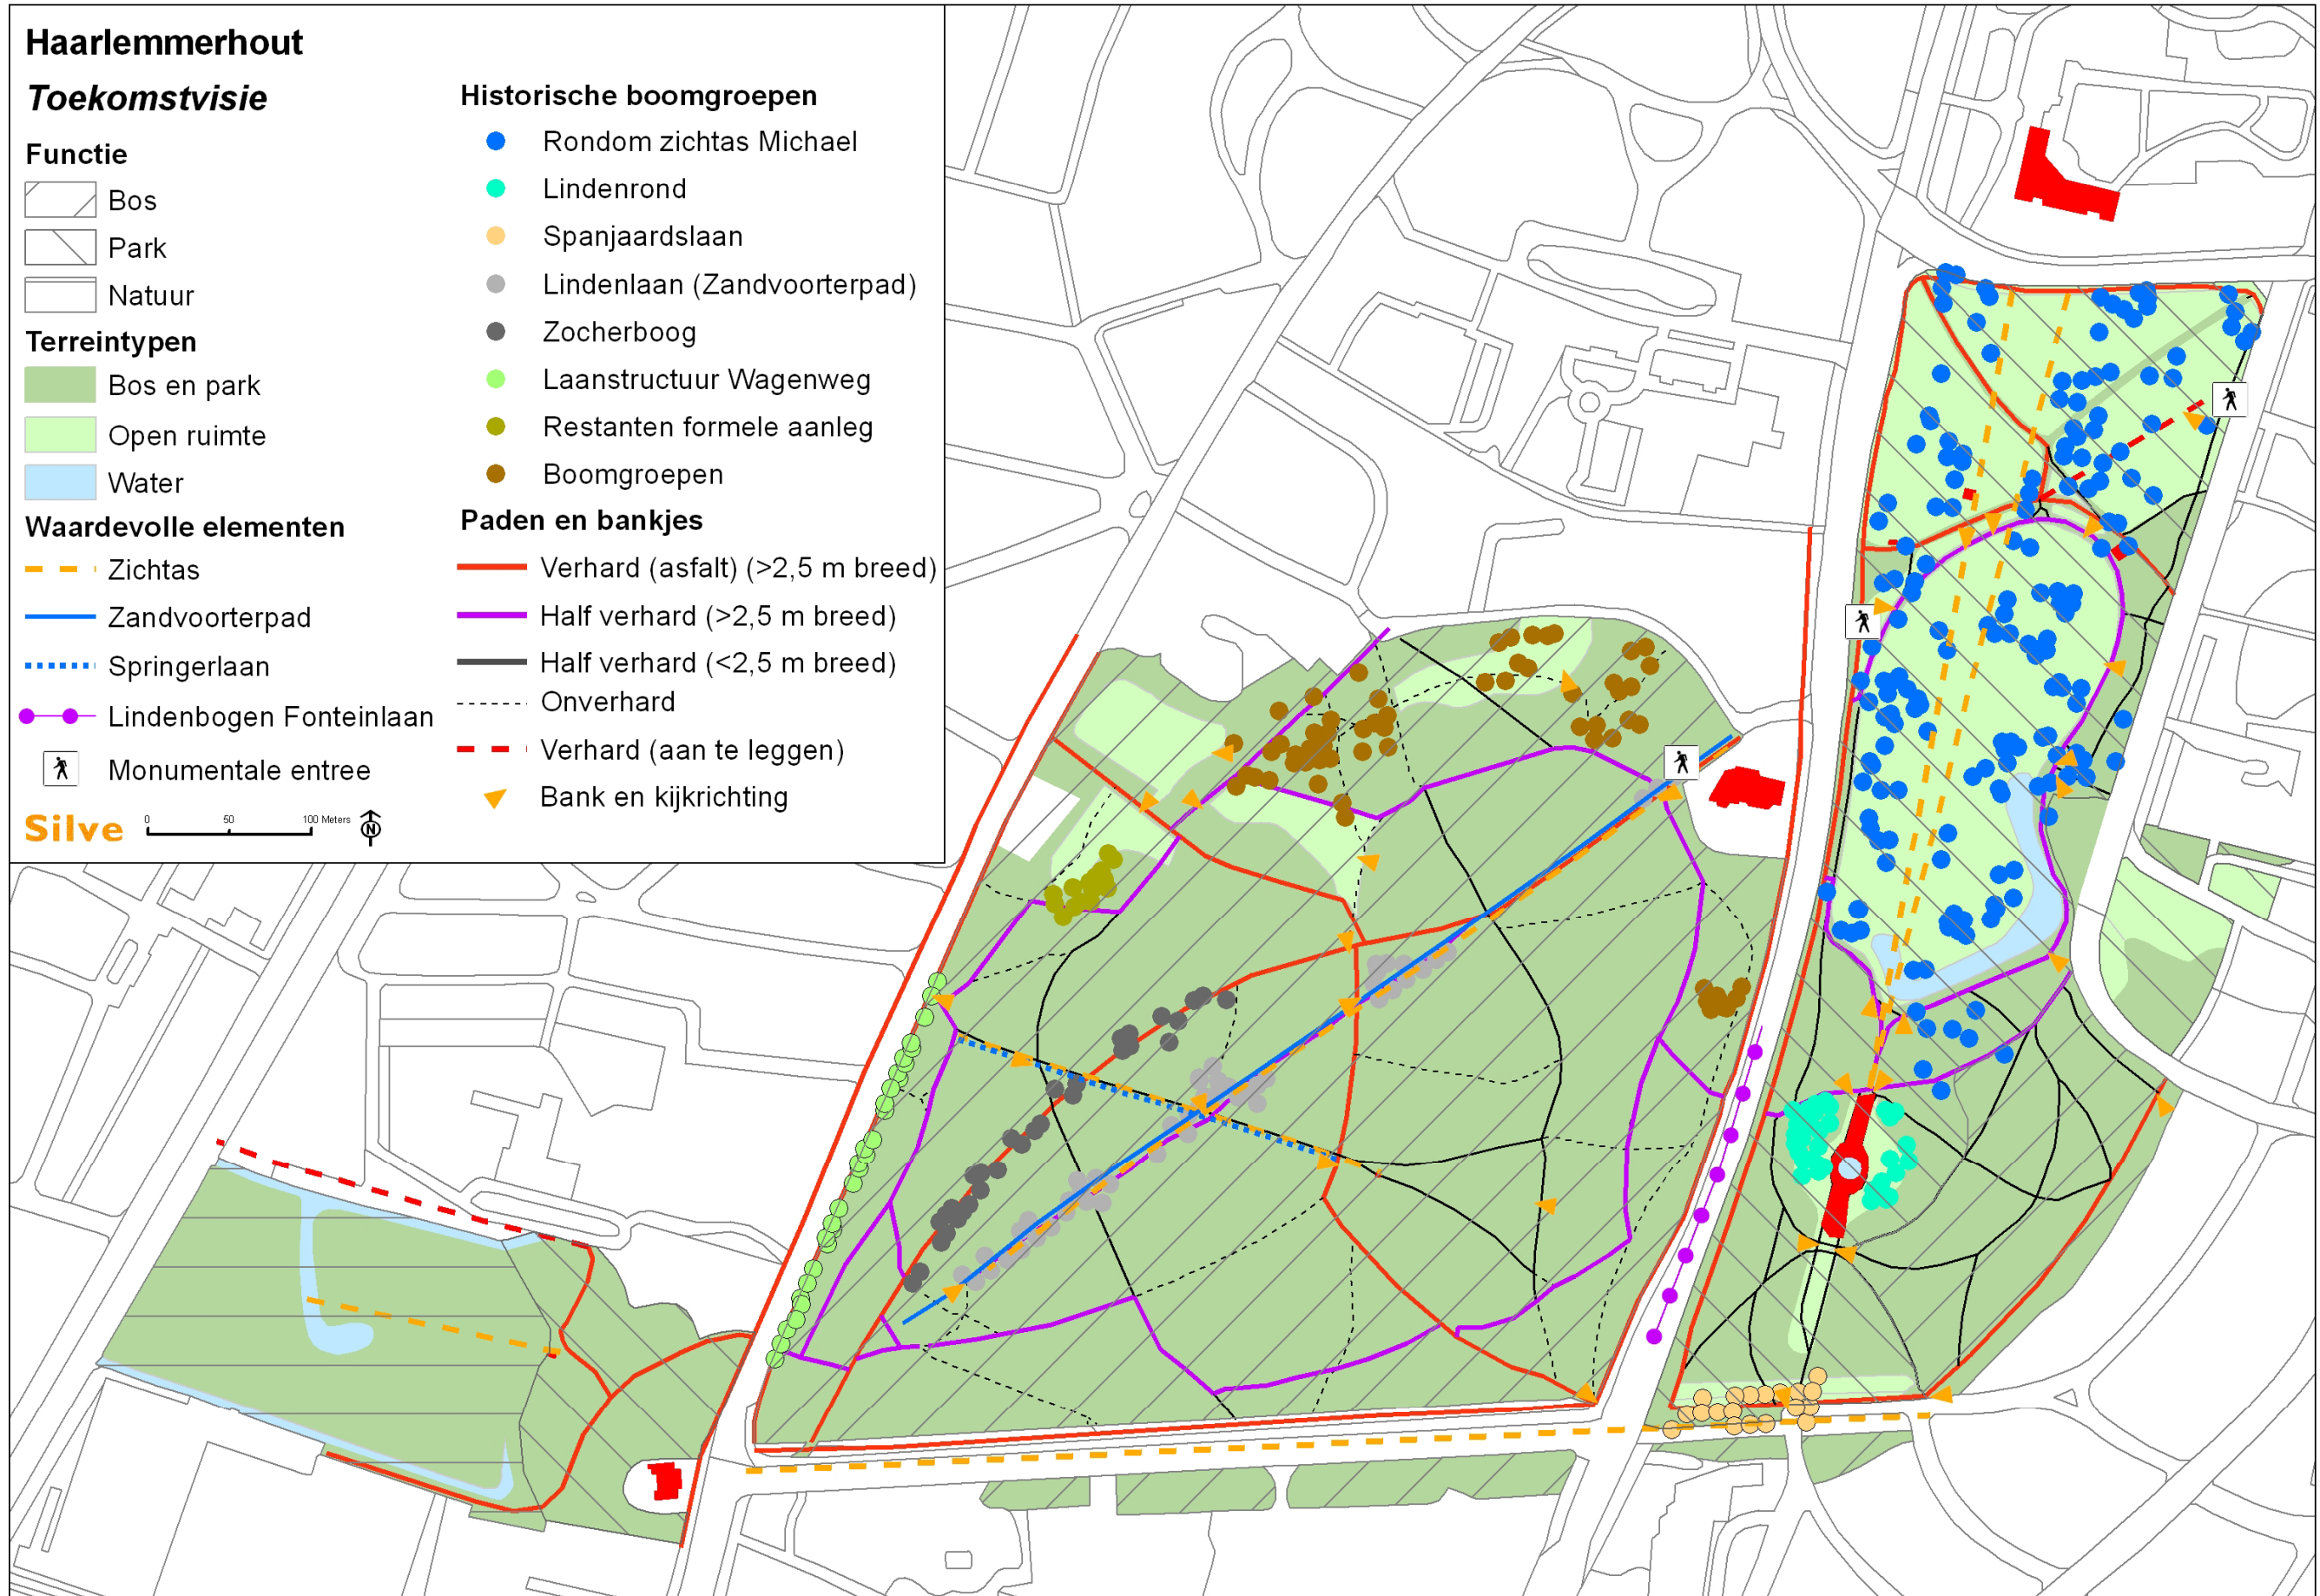 Haarlemmerhout
Toekomstvisie
Functie
Bos
Park
Natuur
Terreintypen
Bos en park
Open ruimte
Water
Waardevolle elementen
Zichtas
Zandvoorterpad
Springerlaan
Lindenbogen Fonteinlaan
Monumentale entree
Silve
0 50 100 Meters
N
Historische boomgroepen
Rondom zichtas Michael
Lindenrond
Spanjaardslaan
Lindenlaan (Zandvoorterpad)
Zocherboog
Laanstructuur Wagenweg
Restanten formele aanleg
Boomgroepen
Paden en bankjes
Verhard (asfalt) (>2,5 m breed)
Half verhard (>2,5 m breed)
Half verhard (<2,5 m breed)
Onverhard
Verhard (aan te leggen)
Bank en kijkrichting